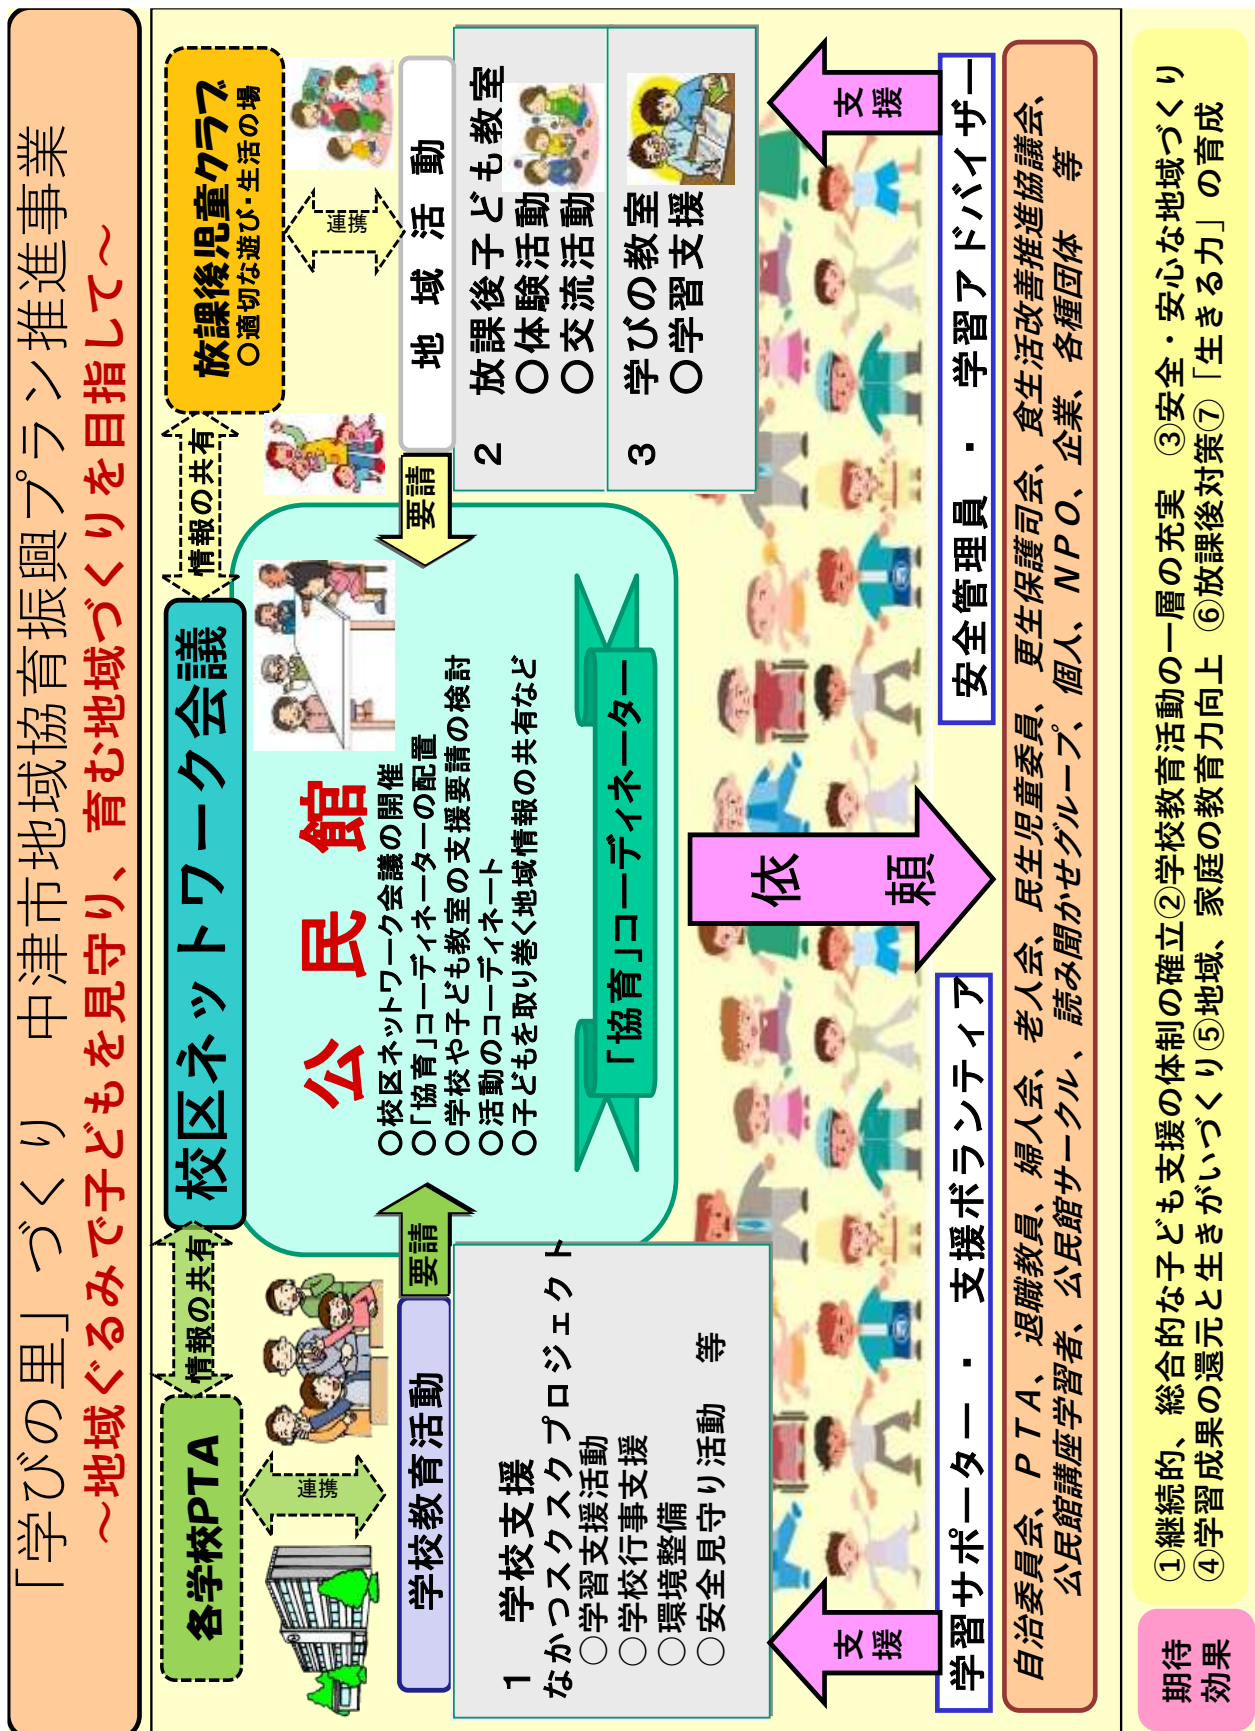 「学びの里」づくり　中津市地域協育振興プラン推進事業
～地域ぐるみで子どもを見守り、育む地域づくりを目指して～
各学校PTA
情報の共有
校区ネットワーク会議
情報の共有
放課後児童クラブ
○適切な遊び・生活の場
連携
連携
公民館
○校区ネットワーク会議の開催
○「協育」コーディネーターの配置
○学校や子ども教室の支援要請の検討
○活動のコーディネート
○子どもを取り巻く地域情報の共有など
「協育」コーディネーター
学校教育活動
要請
要請
地域活動
1　学校支援
なかつスクスクプロジェクト
○学習支援活動
○学校行事支援
○環境整備
○安全見守り活動　等
2　放課後子ども教室
○体験活動
○交流活動
3　学びの教室
○学習支援
支援
依頼
支援
学習サポーター ・ 支援ボランティア
安全管理員 ・ 学習アドバイザー
自治委員会、PTA、退職教員、婦人会、老人会、民生児童委員、更生保護司会、食生活改善推進協議会、
公民館講座学習者、公民館サークル、読み聞かせグループ、個人、NPO、企業、各種団体　等
期待
効果
①継続的、総合的な子ども支援の体制の確立②学校教育活動の一層の充実　③安全・安心な地域づくり
④学習成果の還元と生きがいづくり⑤地域、家庭の教育力向上　⑥放課後対策⑦「生きる力」の育成